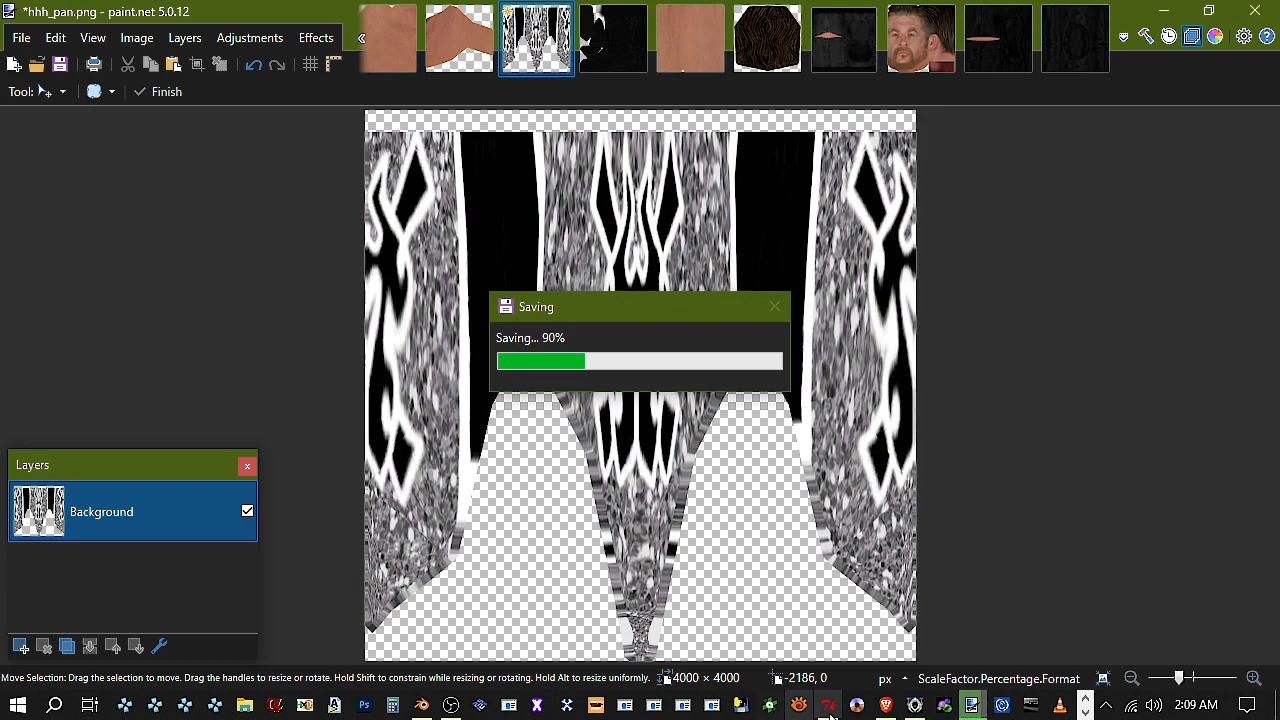 *hhh_pan.png - paint.net 5.0.12
File Edit View Image Layers Adjustments Effects
Tool: Finish
Saving
Saving... 90%
Layers
Background
Move Selection. Drag the selection to move. Drag the nubs to resize or rotate. Hold Shift to constrain while resizing or rotating. Hold Alt to resize uniformly. 4000 × 4000 -2186, 0 px ScaleFactor.Percentage.Format
2:09 AM